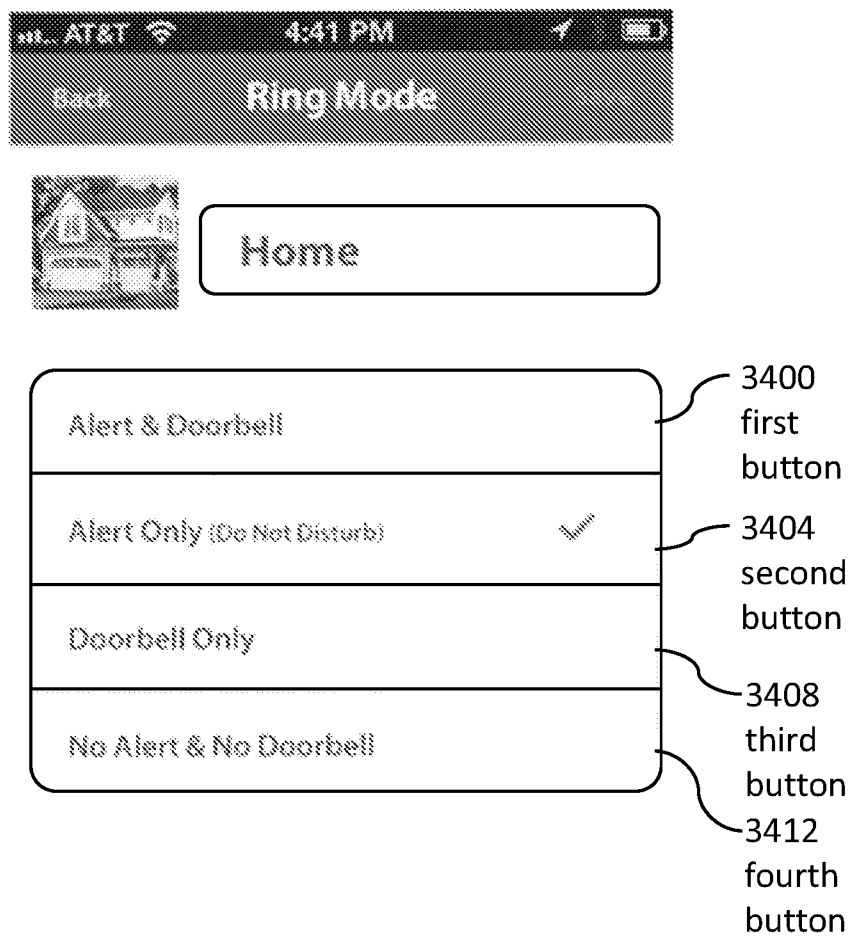 AT&T 4:41 PM
Back Ring Mode
Home
Alert & Doorbell
Alert Only (Do Not Disturb)
Doorbell Only
No Alert & No Doorbell
3400
first
button
3404
second
button
3408
third
button
3412
fourth
button